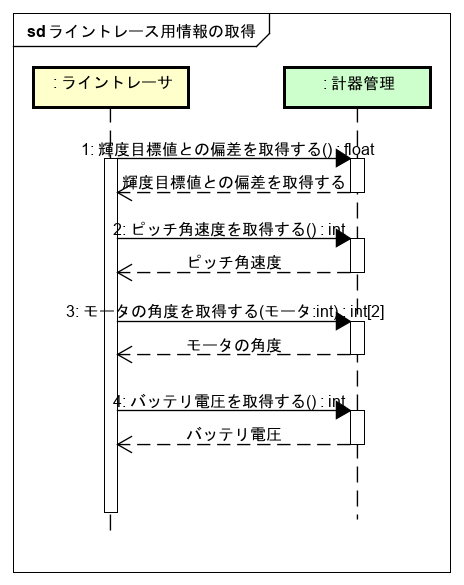 sd ライントレース用情報の取得
: ライントレーサ
: 計器管理
1: 輝度目標値との偏差を取得する() : float
輝度目標値との偏差を取得する
2: ピッチ角速度を取得する() : int
ピッチ角速度
3: モータの角度を取得する(モータ:int) : int[2]
モータの角度
4: バッテリ電圧を取得する() : int
バッテリ電圧